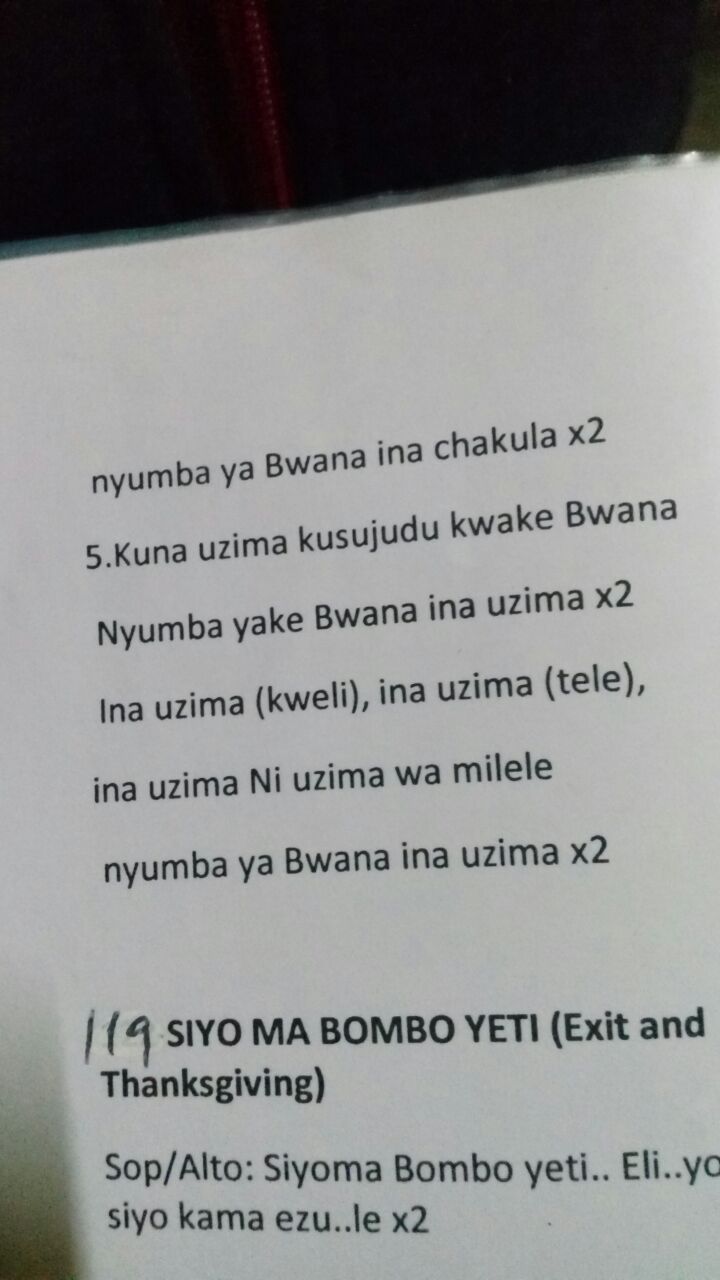 nyumba ya Bwana ina chakula x2
5.Kuna uzima kusujudu kwake Bwana
Nyumba yake Bwana ina uzima x2
Ina uzima (kweli), ina uzima (tele),
ina uzima Ni uzima wa milele
nyumba ya Bwana ina uzima x2
119 SIYO MA BOMBO YETI (Exit and
Thanksgiving)
Sop/Alto: Siyoma Bombo yeti.. Eli..yo
siyo kama ezu..le x2